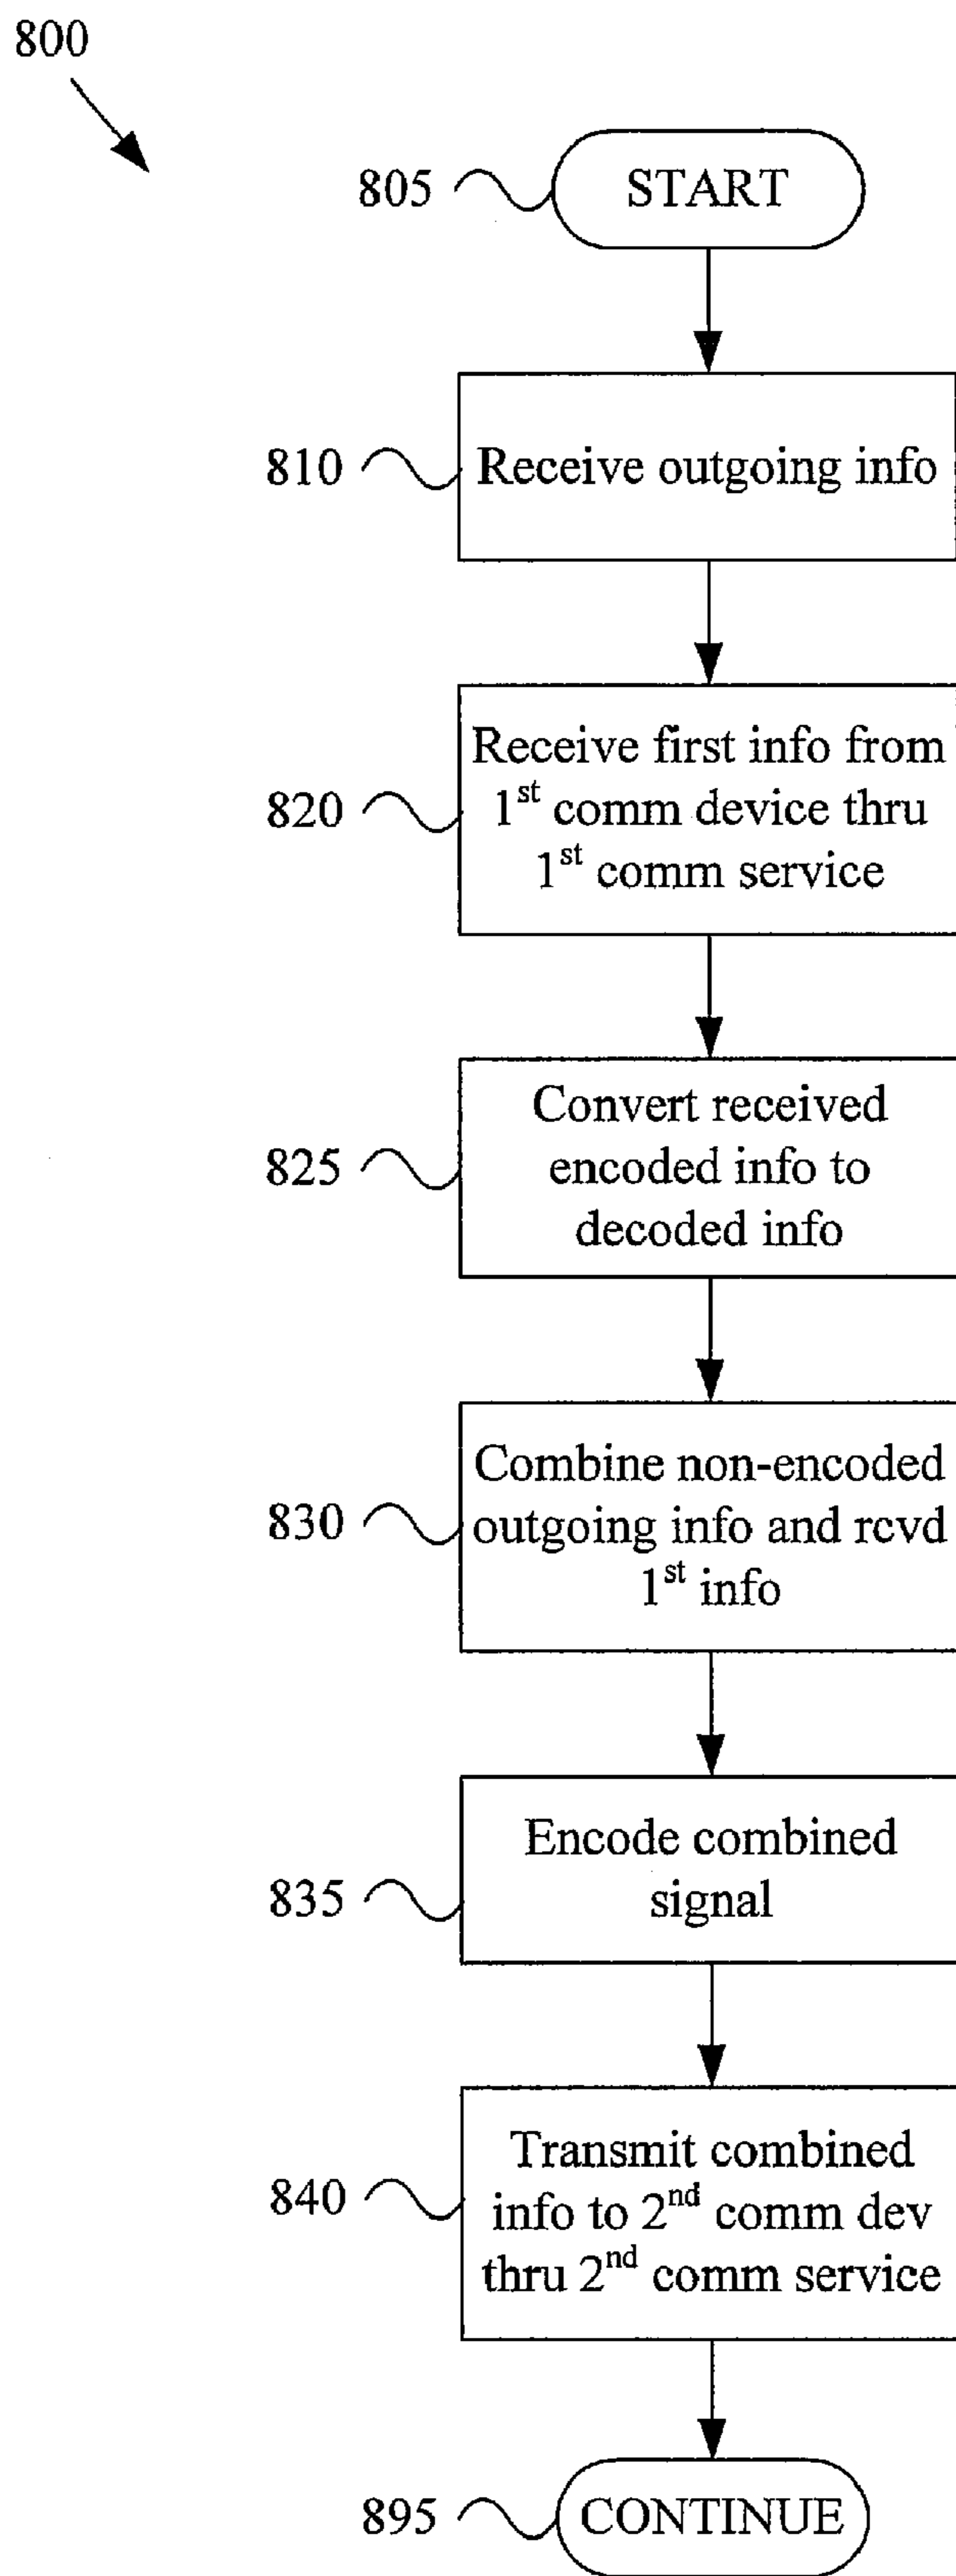 800
805
START
810
Receive outgoing info
820
Receive first info from
1st comm device thru
1st comm service
825
Convert received
encoded info to
decoded info
830
Combine non-encoded
outgoing info and rcvd
1st info
835
Encode combined
signal
840
Transmit combined
info to 2nd comm dev
thru 2nd comm service
895
CONTINUE